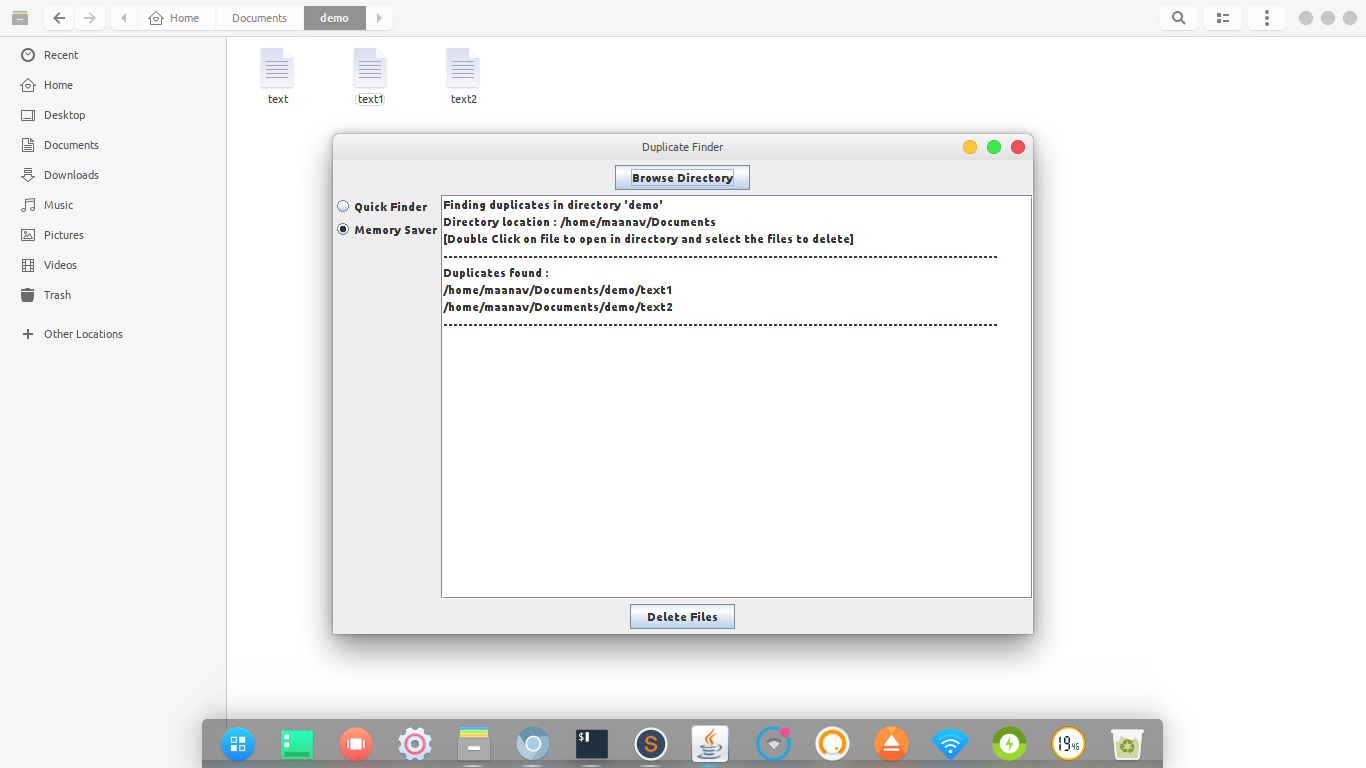 Home
Documents
demo
Recent
Home
Desktop
Documents
Downloads
Music
Pictures
Videos
Trash
Other Locations
text
text1
text2
Duplicate Finder
Browse Directory
Quick Finder
Memory Saver
Finding duplicates in directory 'demo'
Directory location : /home/maanav/Documents
[Double Click on file to open in directory and select the files to delete]
Duplicates found :
/home/maanav/Documents/demo/text1
/home/maanav/Documents/demo/text2
Delete Files
$
S
19 46